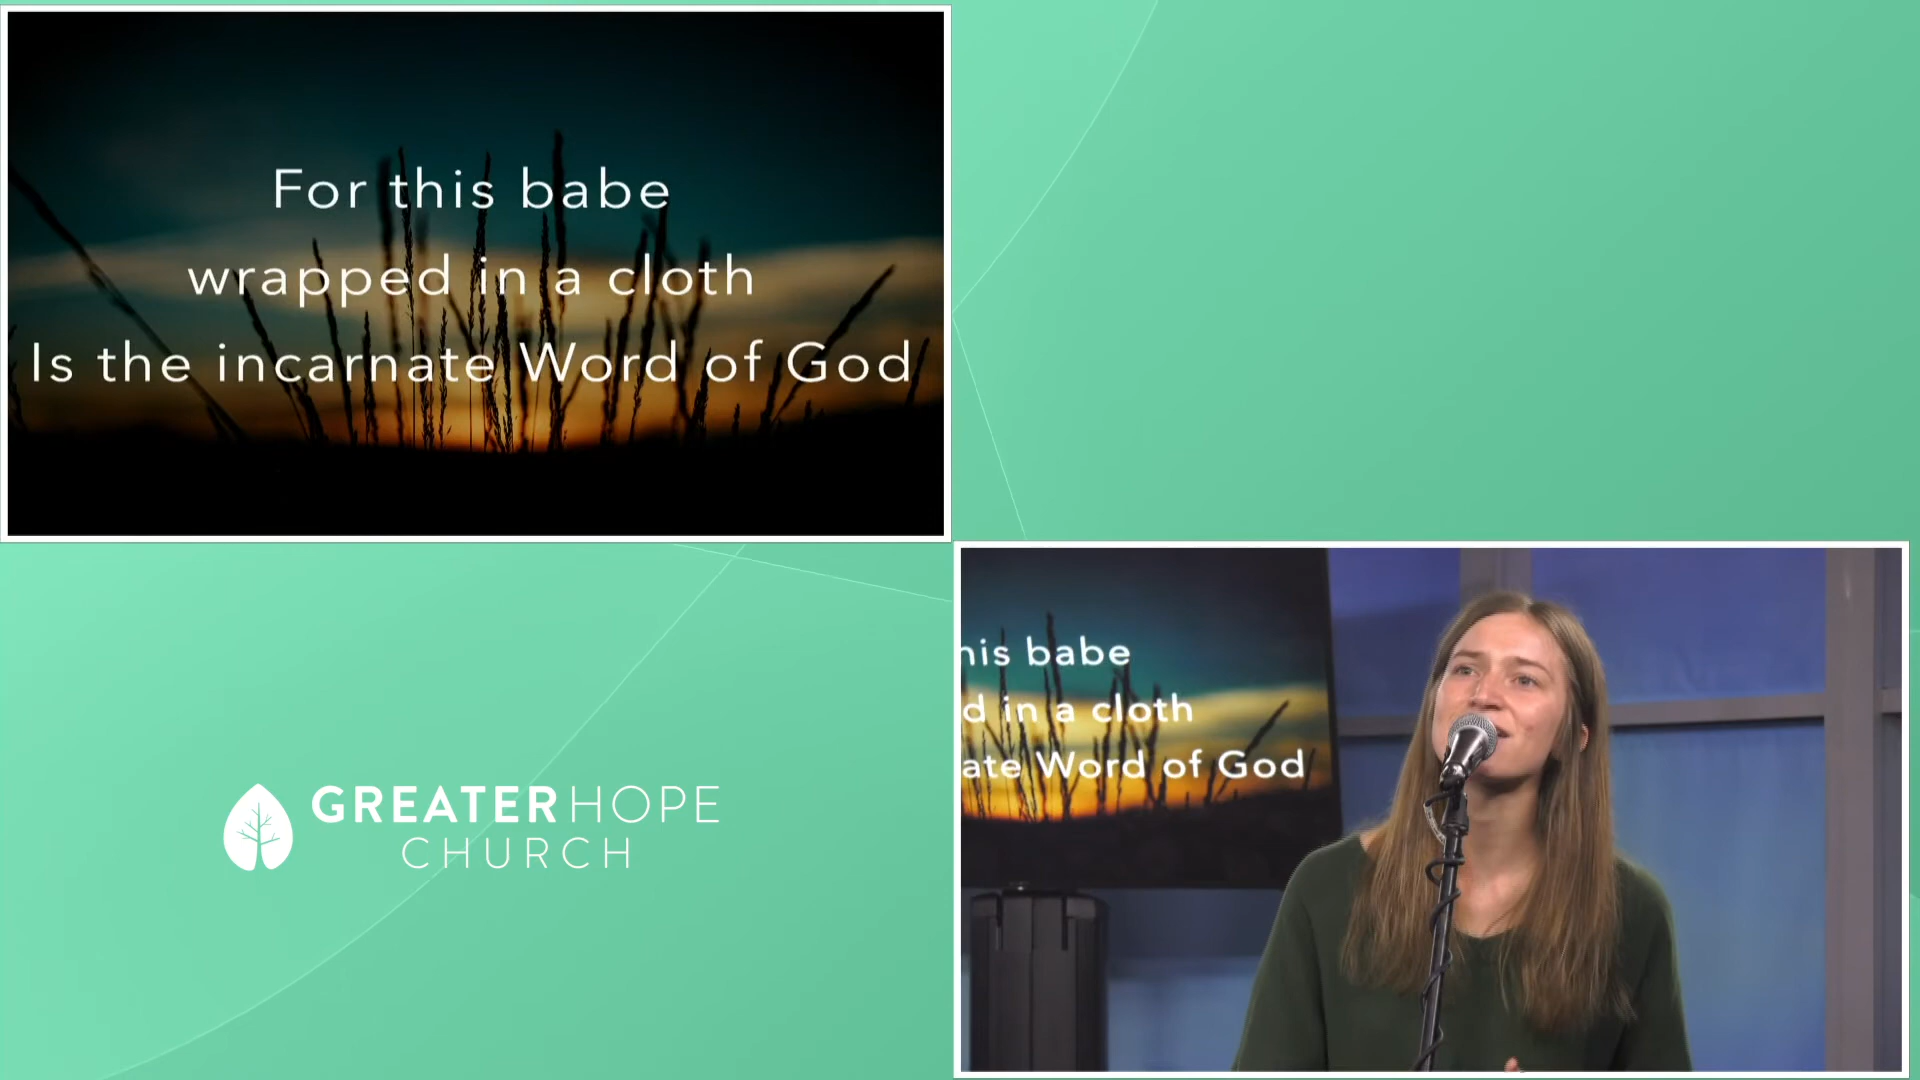 For this babe
wrapped in a cloth
Is the incarnate Word of God
GREATER HOPE
CHURCH
his babe
d in a cloth
ate Word of God